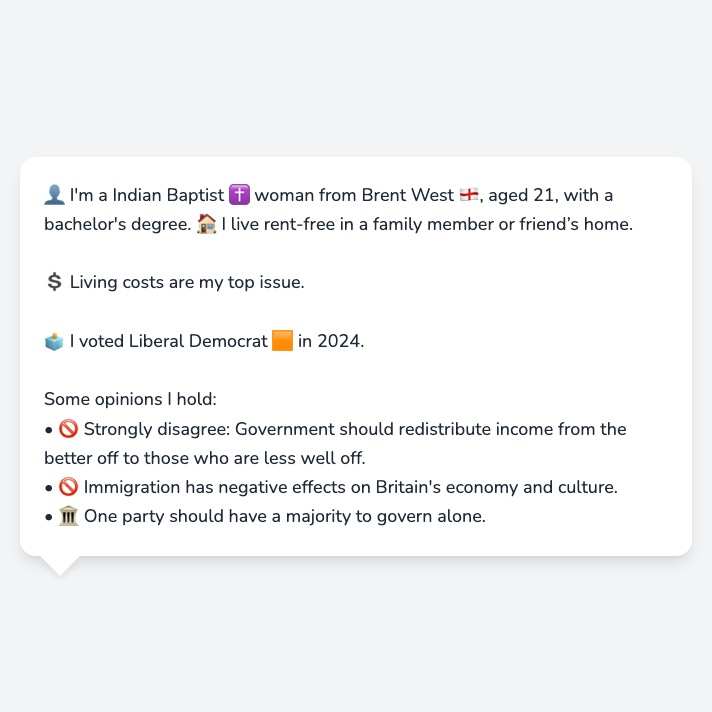 👤 I'm a Indian Baptist ✝️ woman from Brent West 🏴󠁧󠁢󠁥󠁮󠁧󠁿, aged 21, with a
bachelor's degree. 🏠 I live rent-free in a family member or friend’s home.
💲 Living costs are my top issue.
🗳️ I voted Liberal Democrat 🟧 in 2024.
Some opinions I hold:
• 🚫 Strongly disagree: Government should redistribute income from the
better off to those who are less well off.
• 🚫 Immigration has negative effects on Britain's economy and culture.
• 🏛️ One party should have a majority to govern alone.